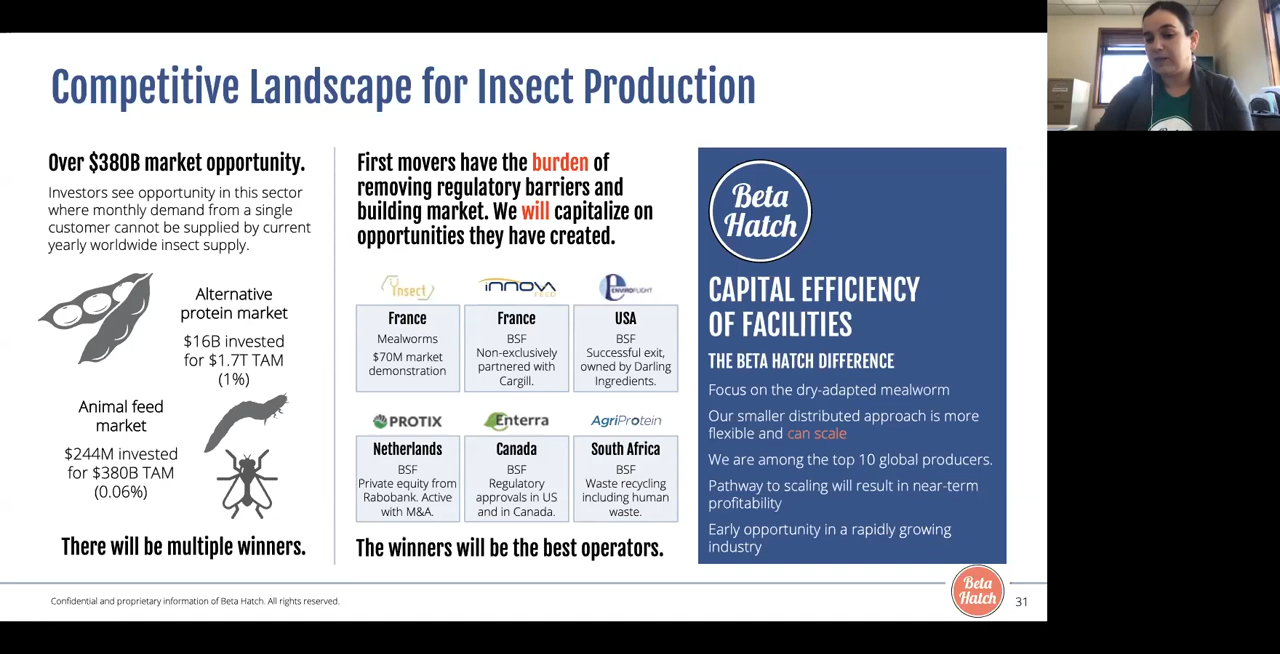 Competitive Landscape for Insect Production
Over $380B market opportunity.
Investors see opportunity in this sector
where monthly demand from a single
customer cannot be supplied by current
yearly worldwide insect supply.
Alternative
protein market
$16B invested
for $1.7T TAM
(1%)
Animal feed
market
$244M invested
for $380B TAM
(0.06%)
There will be multiple winners.
First movers have the burden of
removing regulatory barriers and
building market. We will capitalize on
opportunities they have created.
Ynsect
France
Mealworms
$70M market
demonstration
innova
FEED
France
BSF
Non-exclusively
partnered with
Cargill.
ENVIROFLIGHT
USA
BSF
Successful exit,
owned by Darling
Ingredients.
PROTIX
Netherlands
BSF
Private equity from
Rabobank. Active
with M&A.
Enterra
Canada
BSF
Regulatory
approvals in US
and in Canada.
AgriProtein
South Africa
BSF
Waste recycling
including human
waste.
The winners will be the best operators.
Beta
Hatch
CAPITAL EFFICIENCY
OF FACILITIES
THE BETA HATCH DIFFERENCE
Focus on the dry-adapted mealworm
Our smaller distributed approach is more
flexible and can scale
We are among the top 10 global producers.
Pathway to scaling will result in near-term
profitability
Early opportunity in a rapidly growing
industry
Confidential and proprietary information of Beta Hatch. All rights reserved.
Beta
Hatch
31